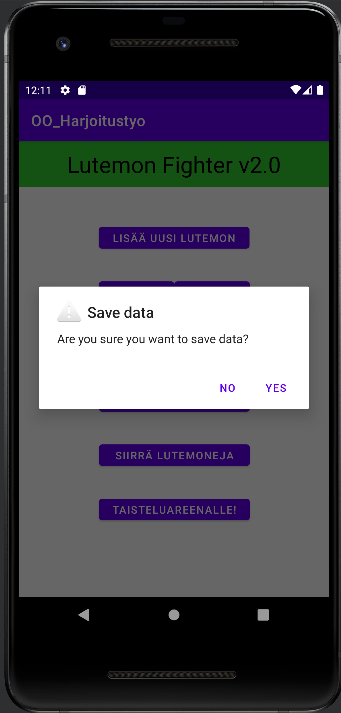 12:11
OO_Harjoitustyo
Lutemon Fighter v2.0
LISÄÄ UUSI LUTEMON
Save data
Are you sure you want to save data?
NO YES
SIIRRÄ LUTEMONEJA
TAISTELUAREENALLE!